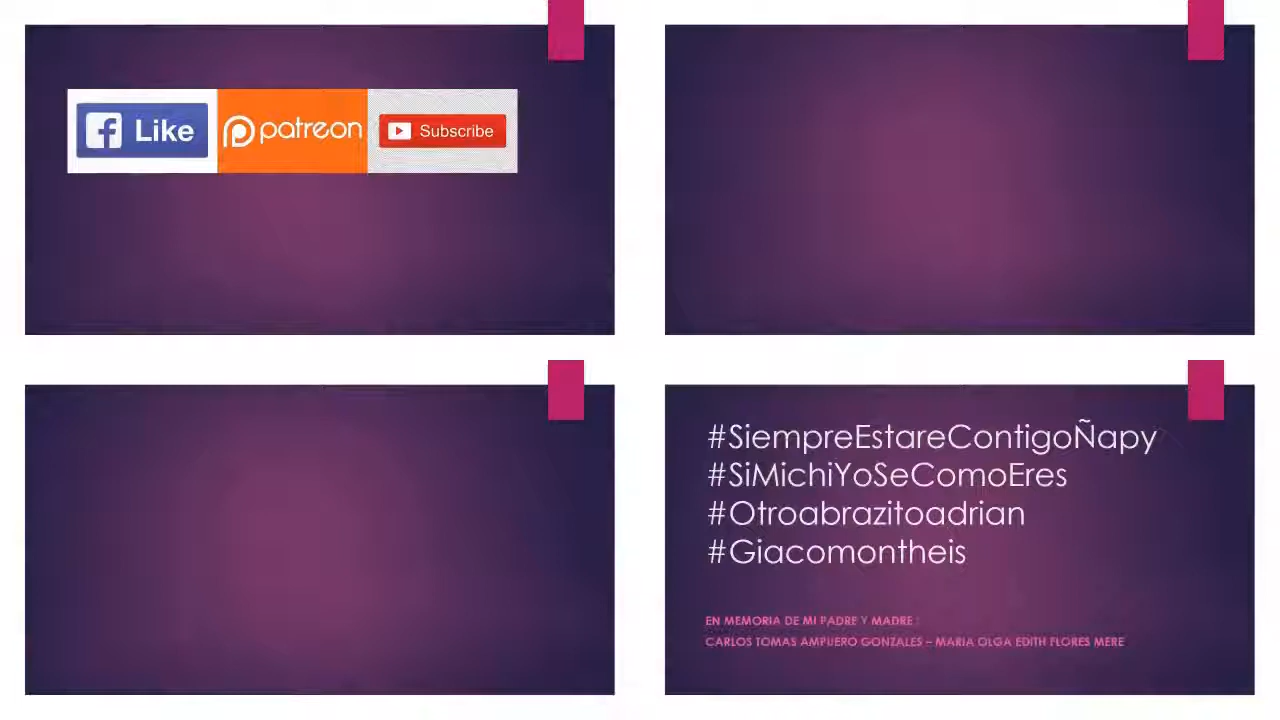 Like patreon Subscribe
#SiempreEstareContigoÑapy
#SiMichiYoSeComoEres
#Otroabrazitoadrian
#Giacomontheis
EN MEMORIA DE MI PADRE Y MADRE :
CARLOS TOMAS AMPUERO GONZALES – MARIA OLGA EDITH FLORES MERE